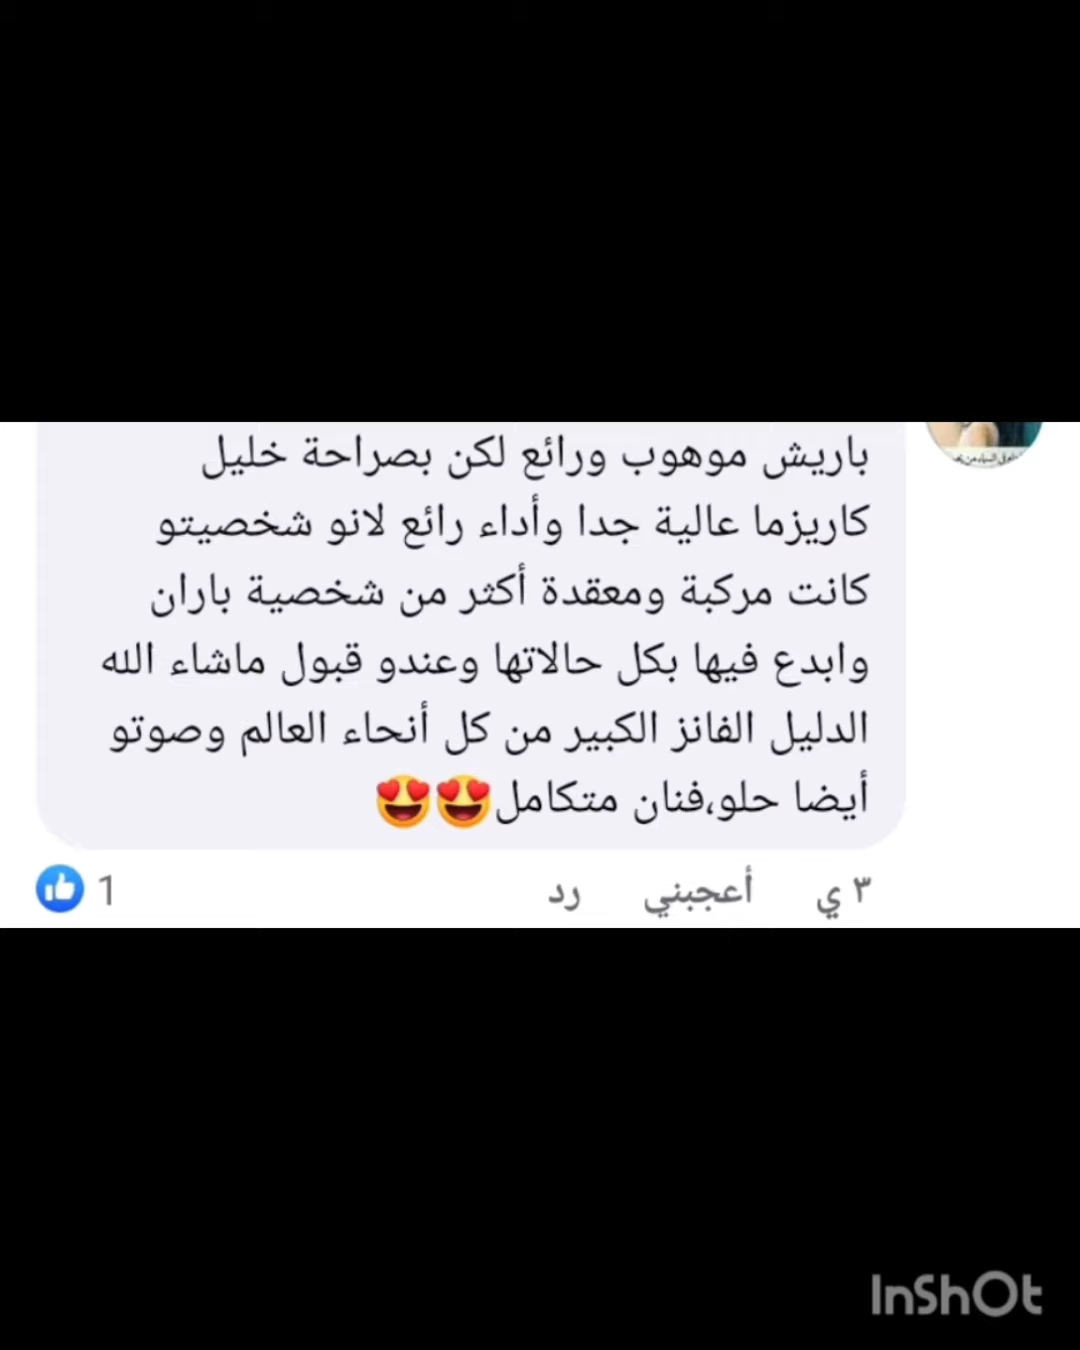 باريش موهوب ورائع لكن بصراحة خليل
كاريزما عالية جدا وأداء رائع لانو شخصيتو
كانت مركبة ومعقدة أكثر من شخصية باران
وابدع فيها بكل حالاتها وعندو قبول ماشاء الله
الدليل الفانز الكبير من كل أنحاء العالم وصوتو
أيضا حلو،فنان متكامل😍😍
٣ ي أعجبني رد 1
InShOt